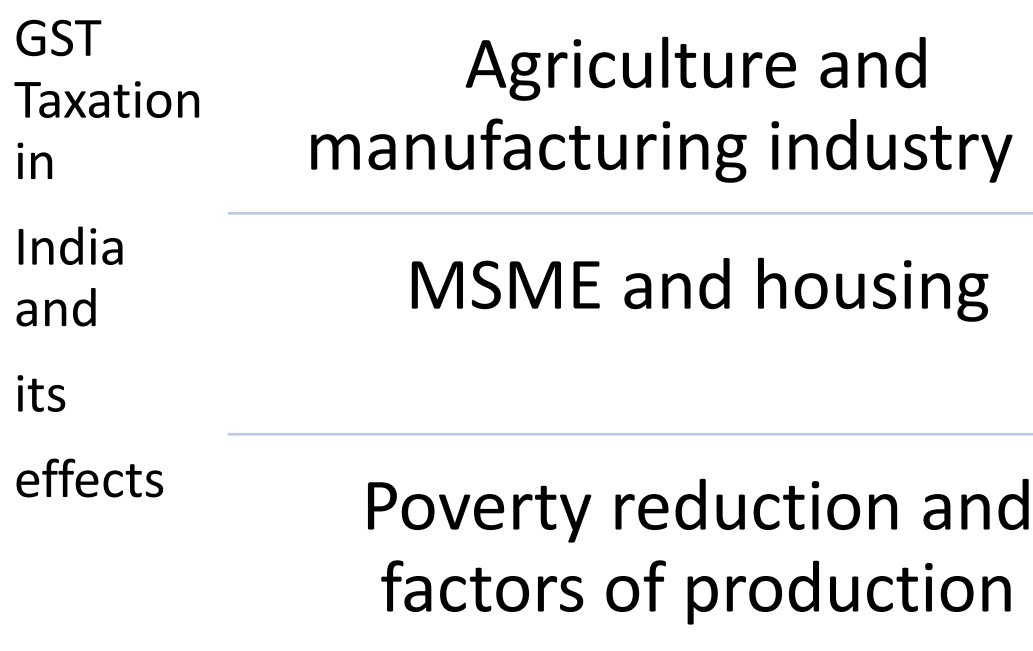 GST
Taxation
in
India
and
its
effects
Agriculture and
manufacturing industry
MSME and housing
Poverty reduction and
factors of production